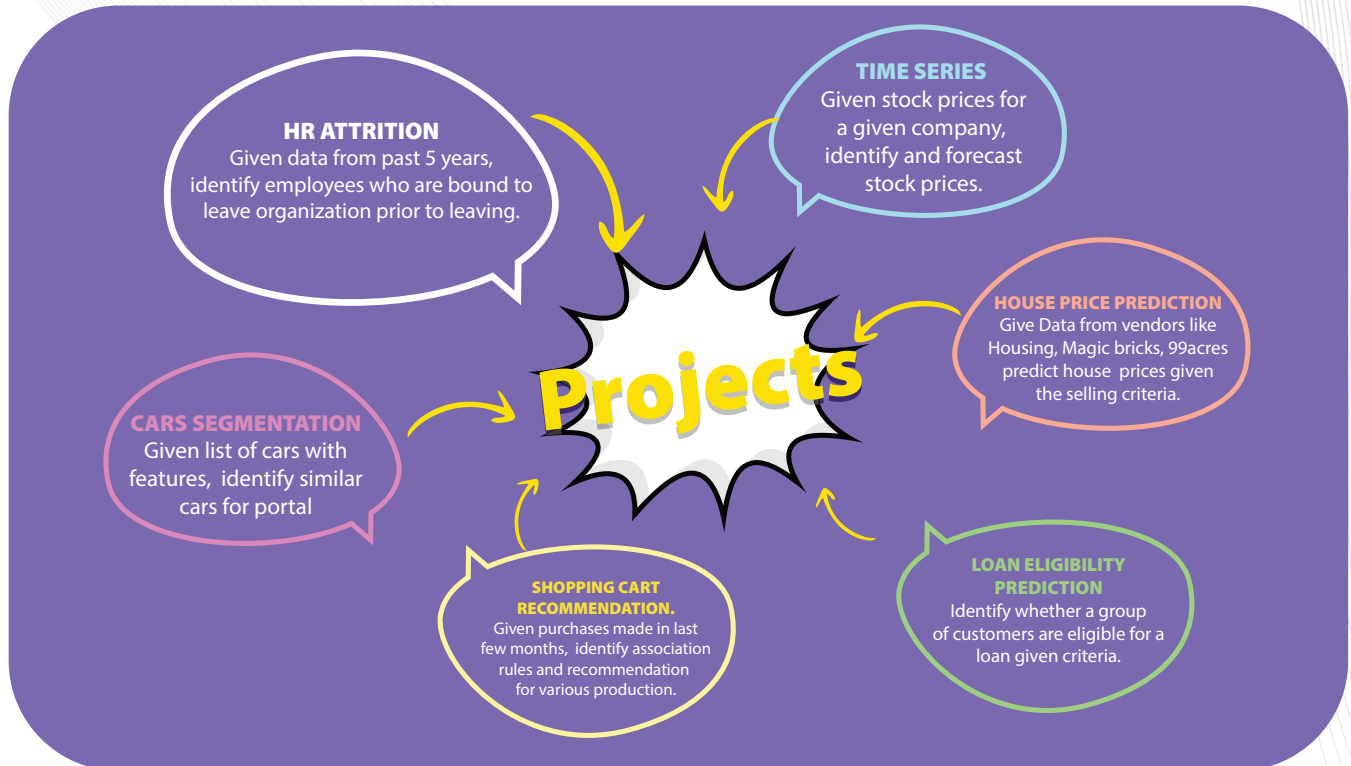 HR ATTRITION
Given data from past 5 years,
identify employees who are bound to
leave organization prior to leaving.
TIME SERIES
Given stock prices for
a given company,
identify and forecast
stock prices.
HOUSE PRICE PREDICTION
Give Data from vendors like
Housing, Magic bricks, 99acres
predict house prices given
the selling criteria.
Projects
CARS SEGMENTATION
Given list of cars with
features, identify similar
cars for portal
SHOPPING CART
RECOMMENDATION.
Given purchases made in last
few months, identify association
rules and recommendation
for various production.
LOAN ELIGIBILITY
PREDICTION
Identify whether a group
of customers are eligible for a
loan given criteria.